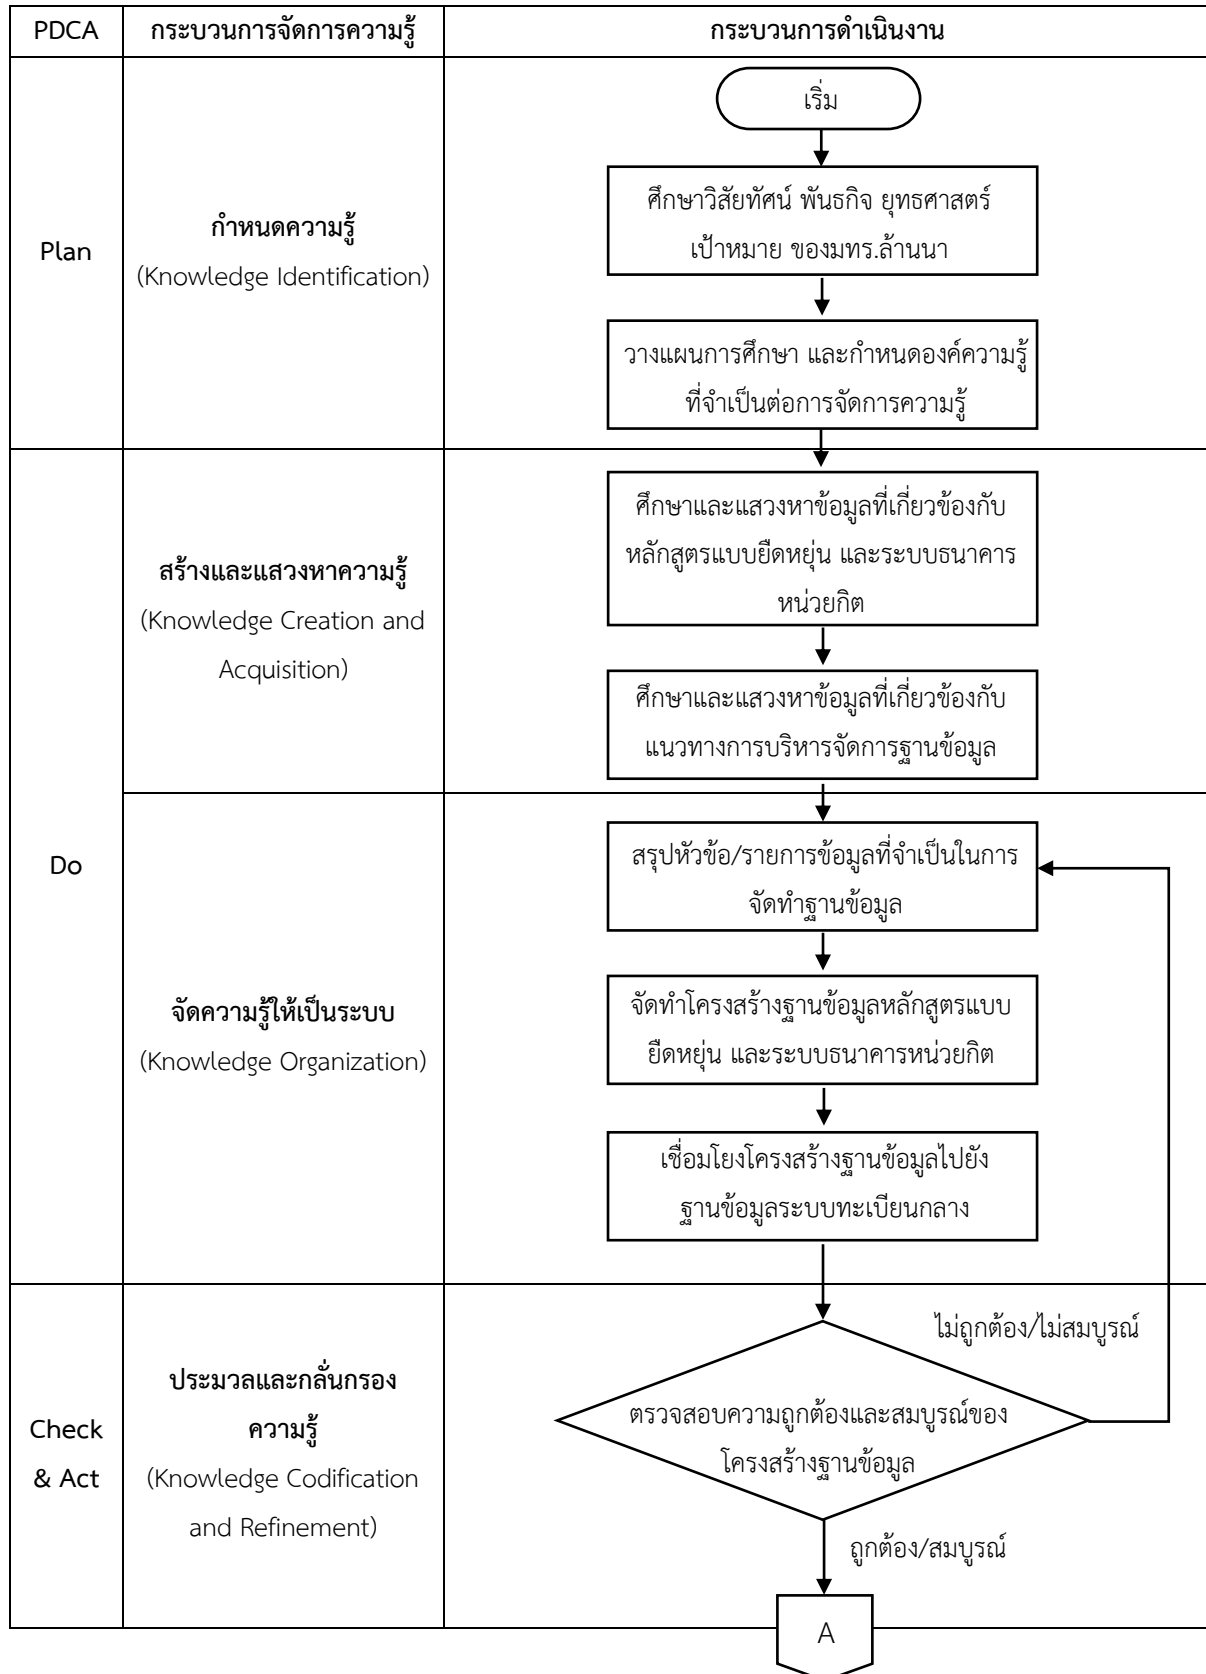 PDCA
กระบวนการจัดการความรู้
กระบวนการดำเนินงาน
Plan
กำหนดความรู้
(Knowledge Identification)
เริ่ม
ศึกษาวิสัยทัศน์ พันธกิจ ยุทธศาสตร์
เป้าหมาย ของมทร.ล้านนา
วางแผนการศึกษา และกำหนดองค์ความรู้
ที่จำเป็นต่อการจัดการความรู้
Do
สร้างและแสวงหาความรู้
(Knowledge Creation and
Acquisition)
ศึกษาและแสวงหาข้อมูลที่เกี่ยวข้องกับ
หลักสูตรแบบยืดหยุ่น และระบบธนาคาร
หน่วยกิต
ศึกษาและแสวงหาข้อมูลที่เกี่ยวข้องกับ
แนวทางการบริหารจัดการฐานข้อมูล
จัดความรู้ให้เป็นระบบ
(Knowledge Organization)
สรุปหัวข้อ/รายการข้อมูลที่จำเป็นในการ
จัดทำฐานข้อมูล
จัดทำโครงสร้างฐานข้อมูลหลักสูตรแบบ
ยืดหยุ่น และระบบธนาคารหน่วยกิต
เชื่อมโยงโครงสร้างฐานข้อมูลไปยัง
ฐานข้อมูลระบบทะเบียนกลาง
Check
& Act
ประมวลและกลั่นกรอง
ความรู้
(Knowledge Codification
and Refinement)
ไม่ถูกต้อง/ไม่สมบูรณ์
ตรวจสอบความถูกต้องและสมบูรณ์ของ
โครงสร้างฐานข้อมูล
ถูกต้อง/สมบูรณ์
A